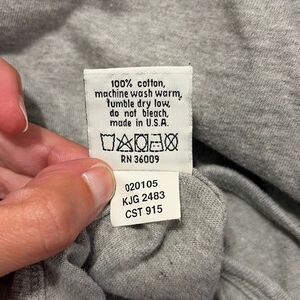 100% cotton,
machine wash warm,
tumble dry low,
do not bleach,
made in U.S.A.
RN 36009
020105
KJG 2483
CST 915